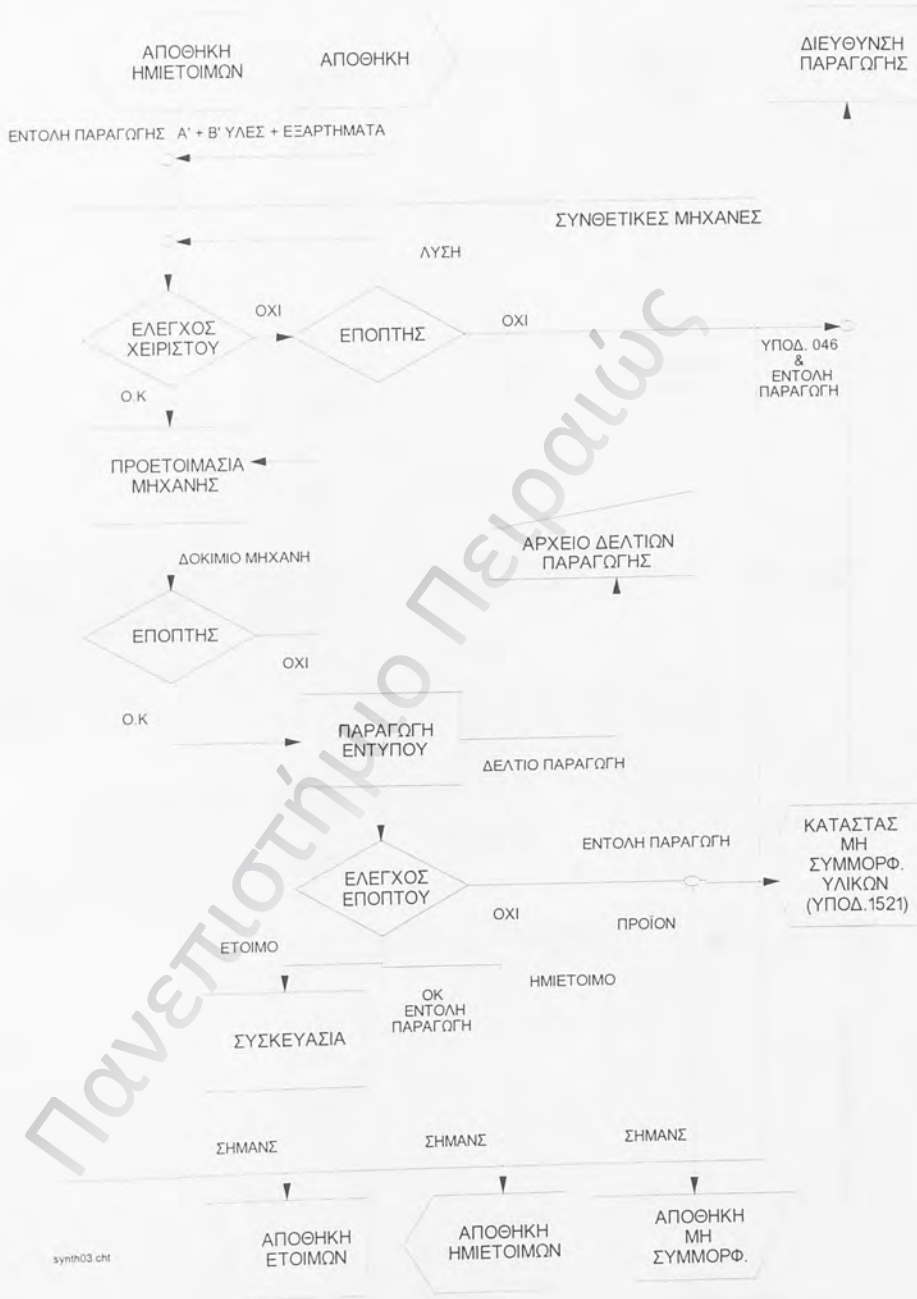 ΑΠΟΘΗΚΗ
ΗΜΙΕΤΟΙΜΩΝ
ΑΠΟΘΗΚΗ
ΔΙΕΥΘΥΝΣΗ
ΠΑΡΑΓΩΓΗΣ
ΕΝΤΟΛΗ ΠΑΡΑΓΩΓΗΣ Α' + Β' ΥΛΕΣ + ΕΞΑΡΤΗΜΑΤΑ
ΣΥΝΘΕΤΙΚΕΣ ΜΗΧΑΝΕΣ
ΛΥΣΗ
ΕΛΕΓΧΟΣ
ΧΕΙΡΙΣΤΟΥ
ΟΧΙ
ΕΠΟΠΤΗΣ
ΟΧΙ
ΥΠΟΔ. 046
&
ΕΝΤΟΛΗ
ΠΑΡΑΓΩΓΗ
Ο.Κ
ΠΡΟΕΤΟΙΜΑΣΙΑ
ΜΗΧΑΝΗΣ
ΑΡΧΕΙΟ ΔΕΛΤΙΩΝ
ΠΑΡΑΓΩΓΗΣ
ΔΟΚΙΜΙΟ ΜΗΧΑΝΗ
ΕΠΟΠΤΗΣ
ΟΧΙ
Ο.Κ
ΠΑΡΑΓΩΓΗ
ΕΝΤΥΠΟΥ
ΔΕΛΤΙΟ ΠΑΡΑΓΩΓΗ
ΕΝΤΟΛΗ ΠΑΡΑΓΩΓΗ
ΚΑΤΑΣΤΑΣ
ΜΗ
ΣΥΜΜΟΡΦ.
ΥΛΙΚΩΝ
(ΥΠΟΔ.1521)
ΕΛΕΓΧΟΣ
ΕΠΟΠΤΟΥ
ΟΧΙ
ΠΡΟΪΟΝ
ΕΤΟΙΜΟ
ΗΜΙΕΤΟΙΜΟ
ΟΚ
ΕΝΤΟΛΗ
ΠΑΡΑΓΩΓΗ
ΣΥΣΚΕΥΑΣΙΑ
ΣΗΜΑΝΣ
ΣΗΜΑΝΣ
ΣΗΜΑΝΣ
ΑΠΟΘΗΚΗ
ΕΤΟΙΜΩΝ
ΑΠΟΘΗΚΗ
ΗΜΙΕΤΟΙΜΩΝ
ΑΠΟΘΗΚΗ
ΜΗ
ΣΥΜΜΟΡΦ.
synth03.cht
Πανεπιστήμιο Πειραιώς